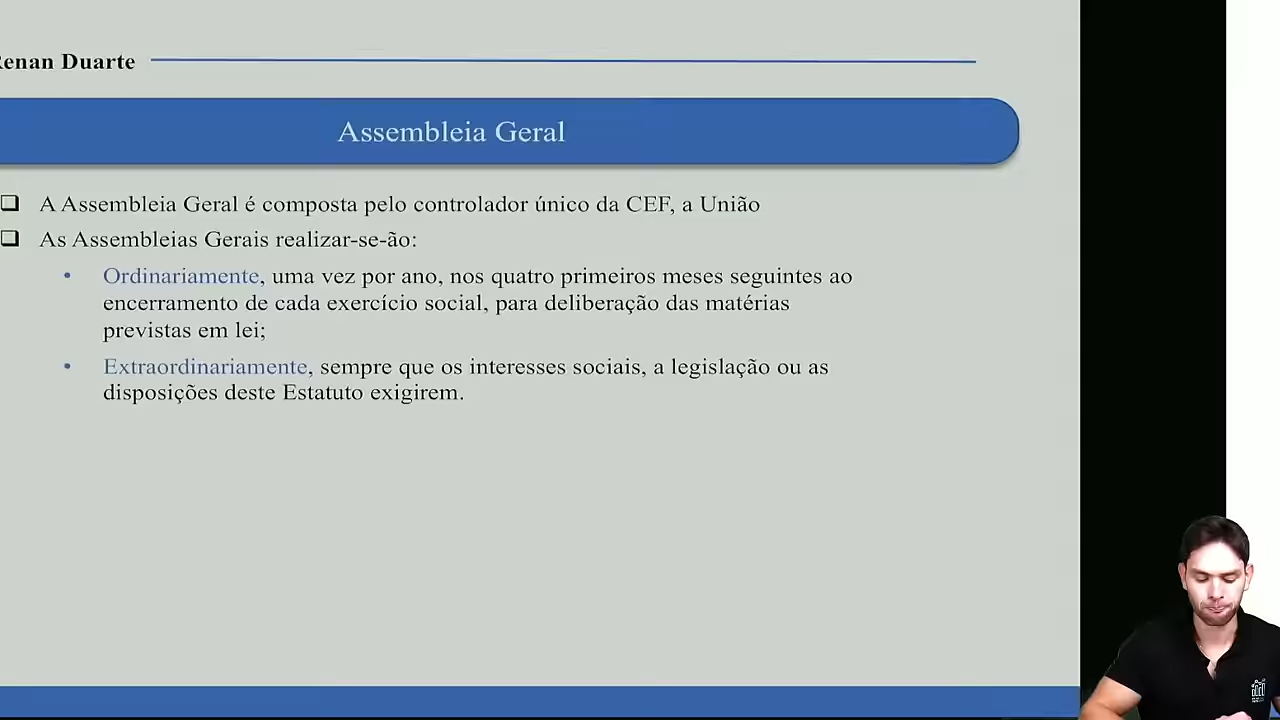 Renan Duarte
Assembleia Geral
❑ A Assembleia Geral é composta pelo controlador único da CEF, a União
❑ As Assembleias Gerais realizar-se-ão:
• Ordinariamente, uma vez por ano, nos quatro primeiros meses seguintes ao
encerramento de cada exercício social, para deliberação das matérias
previstas em lei;
• Extraordinariamente, sempre que os interesses sociais, a legislação ou as
disposições deste Estatuto exigirem.